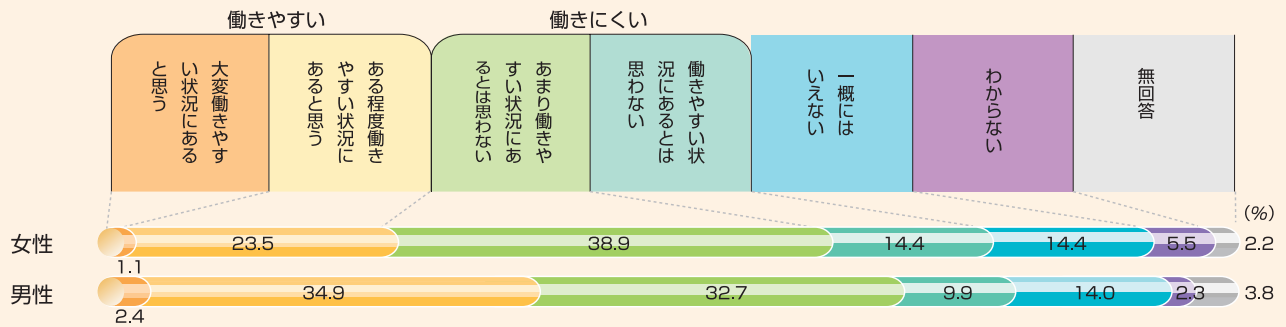 働きやすい
働きにくい
大変働きやす
い状況にある
と思う
ある程度働き
やすい状況に
あると思う
あまり働きや
すい状況にあ
るとは思わない
働きやすい状
況にあるとは
思わない
一概には
いえない
わからない
無回答
(%)
女性
1.1
23.5
38.9
14.4
14.4
5.5
2.2
男性
2.4
34.9
32.7
9.9
14.0
2.3
3.8